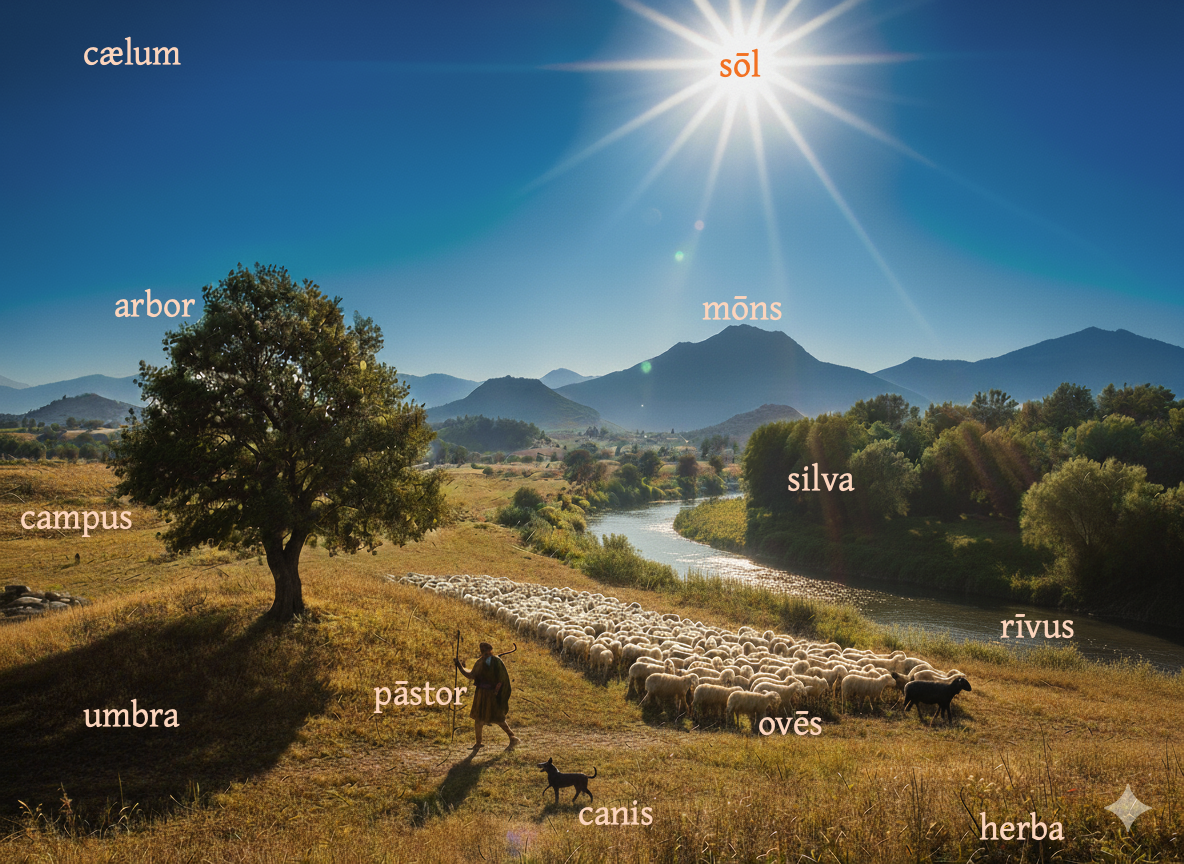 cælum
sōl
arbor
mōns
silva
campus
rīvus
pāstor
umbra
ovēs
canis
herba